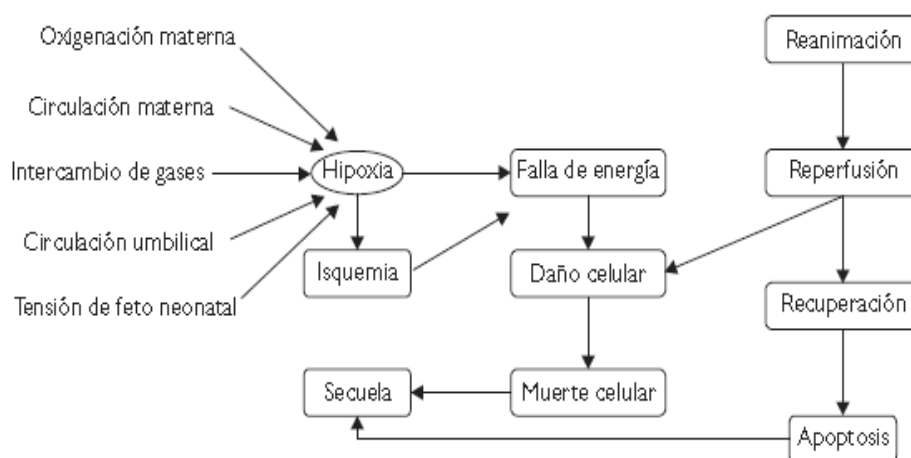 Oxigenación materna
Reanimación
Circulación materna
Intercambio de gases
Hipoxia
Falla de energía
Reperfusión
Circulación umbilical
Isquemia
Daño celular
Tensión de feto neonatal
Recuperación
Secuela
Muerte celular
Apoptosis